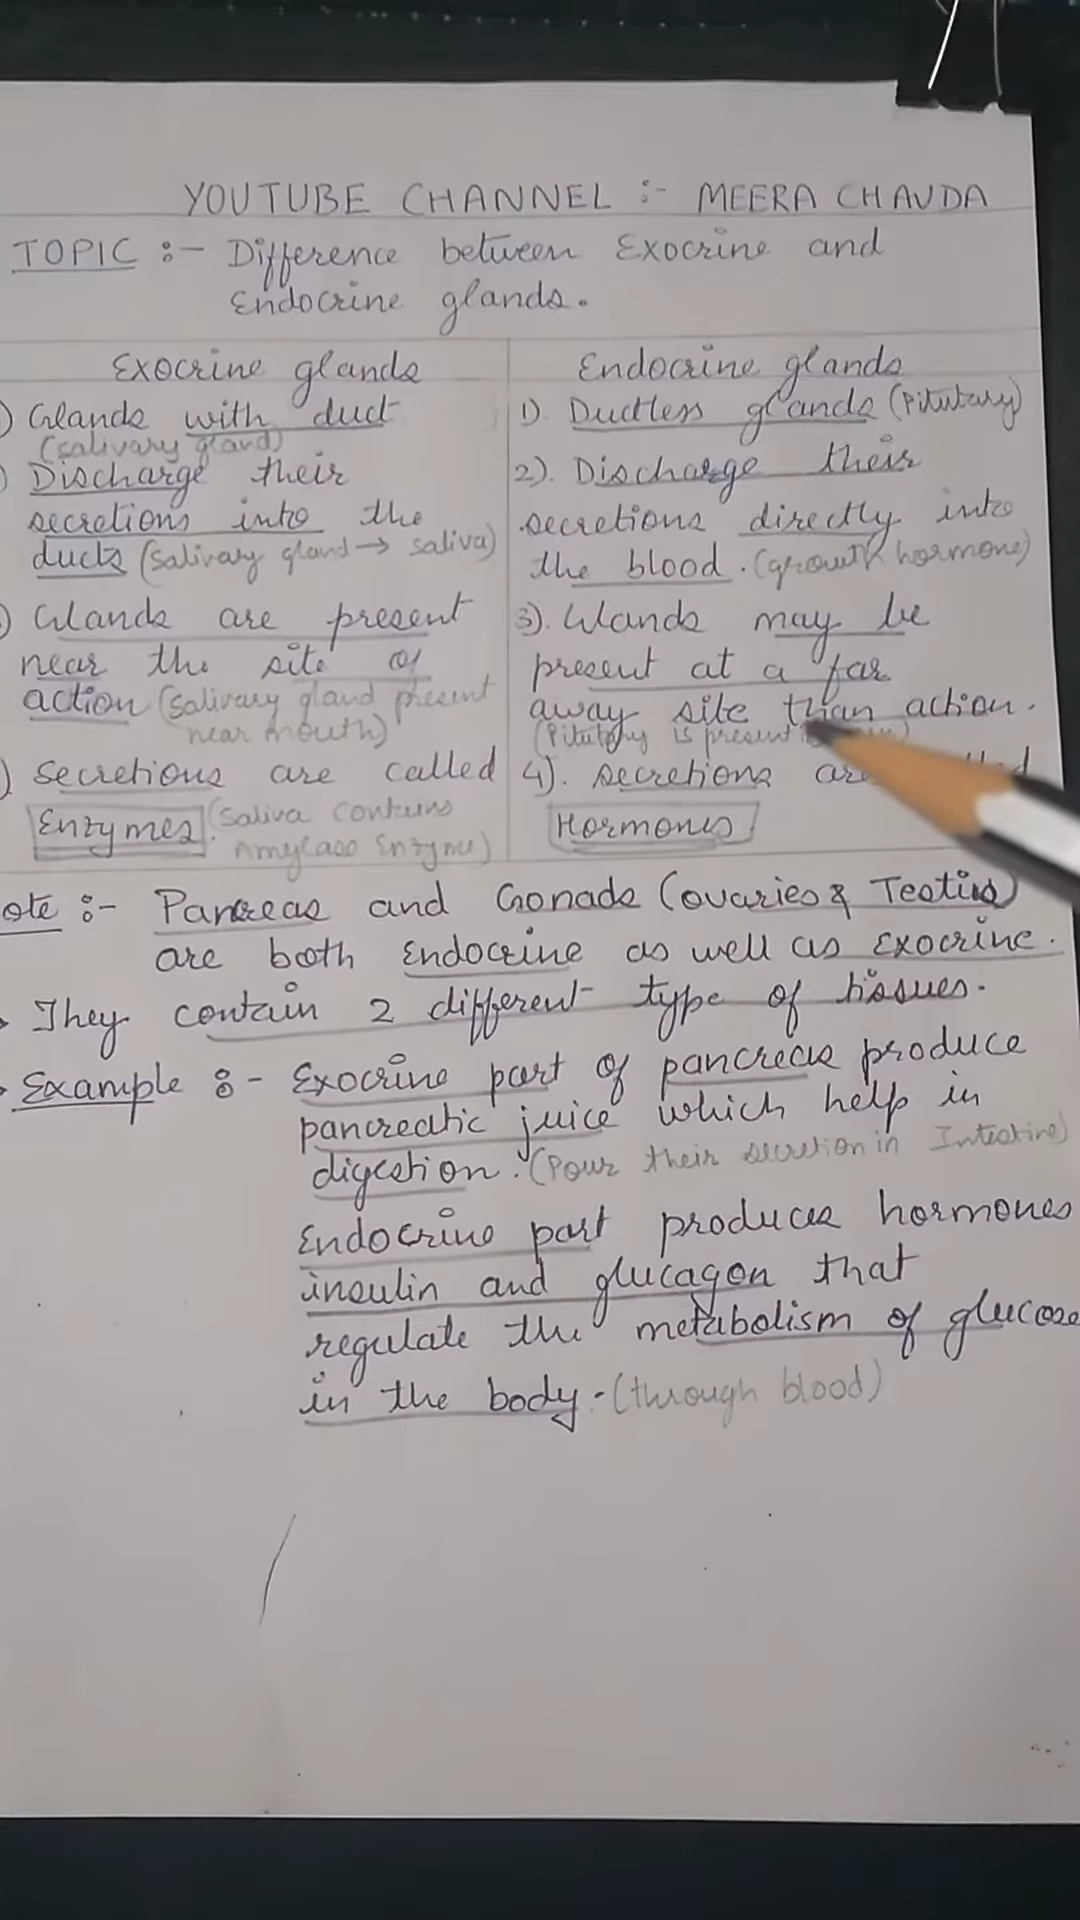 YOUTUBE CHANNEL :- MEERA CHAVDA
TOPIC :- Difference between Exocrine and
Endocrine glands.
Exocrine glands
) Glands with duct
(salivary gland)
) Discharge their
secretions into the
ducts (salivary gland → saliva)
) Glands are present
near the site of
action (salivary gland present
near mouth)
) secretions are called
Enzymes. (Saliva contains
Amylase Enzyme)
Endocrine glands
1). Ductless glands (Pitutary)
2). Discharge their
secretions directly into
the blood. (growth hormone)
3). Glands may be
present at a far
away site than action.
(Pitutary is present
4). secretions are
Hormones
ote :- Pancreas and Gonads (ovaries & Testis)
are both Endocrine as well as exocrine.
They contain 2 different type of tissues.
Example :- Exocrine part of pancreas produce
pancreatic juice which help in
digestion. (Pour their secretion in Intestine)
Endocrine part produces hormones
insulin and glucagon that
regulate the metabolism of glucose
in the body. (through blood)